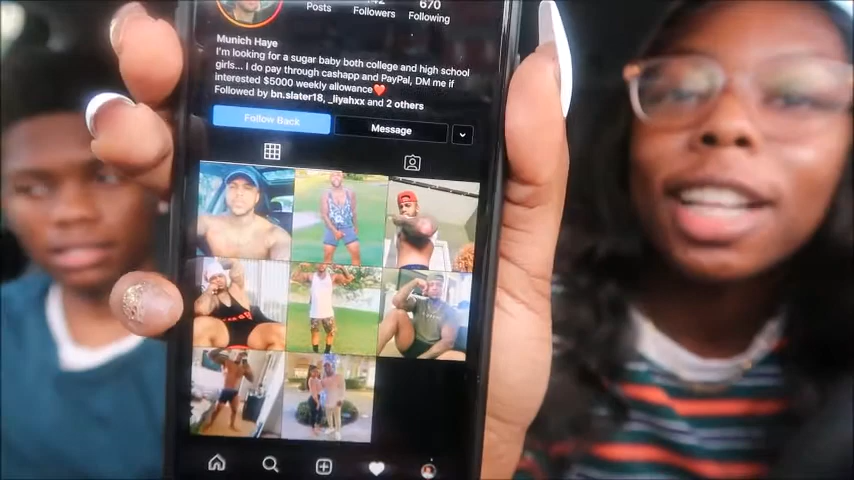 670
Posts
Followers
Following
Munich Haye
I'm looking for a sugar baby both college and high school
girls... I do pay through cashapp and PayPal, DM me if
interested $5000 weekly allowance❤️
Followed by bn.slater18, _liyahxx and 2 others
Follow Back
Message